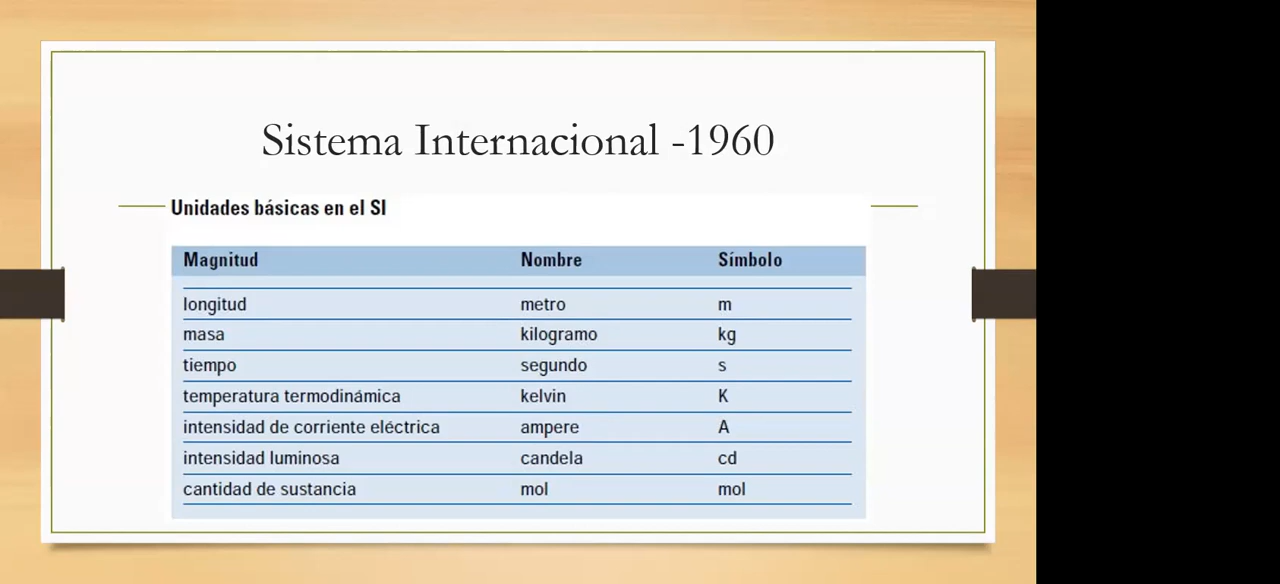 Sistema Internacional -1960
Unidades básicas en el SI
Magnitud Nombre Símbolo
longitud metro m
masa kilogramo kg
tiempo segundo s
temperatura termodinámica kelvin K
intensidad de corriente eléctrica ampere A
intensidad luminosa candela cd
cantidad de sustancia mol mol